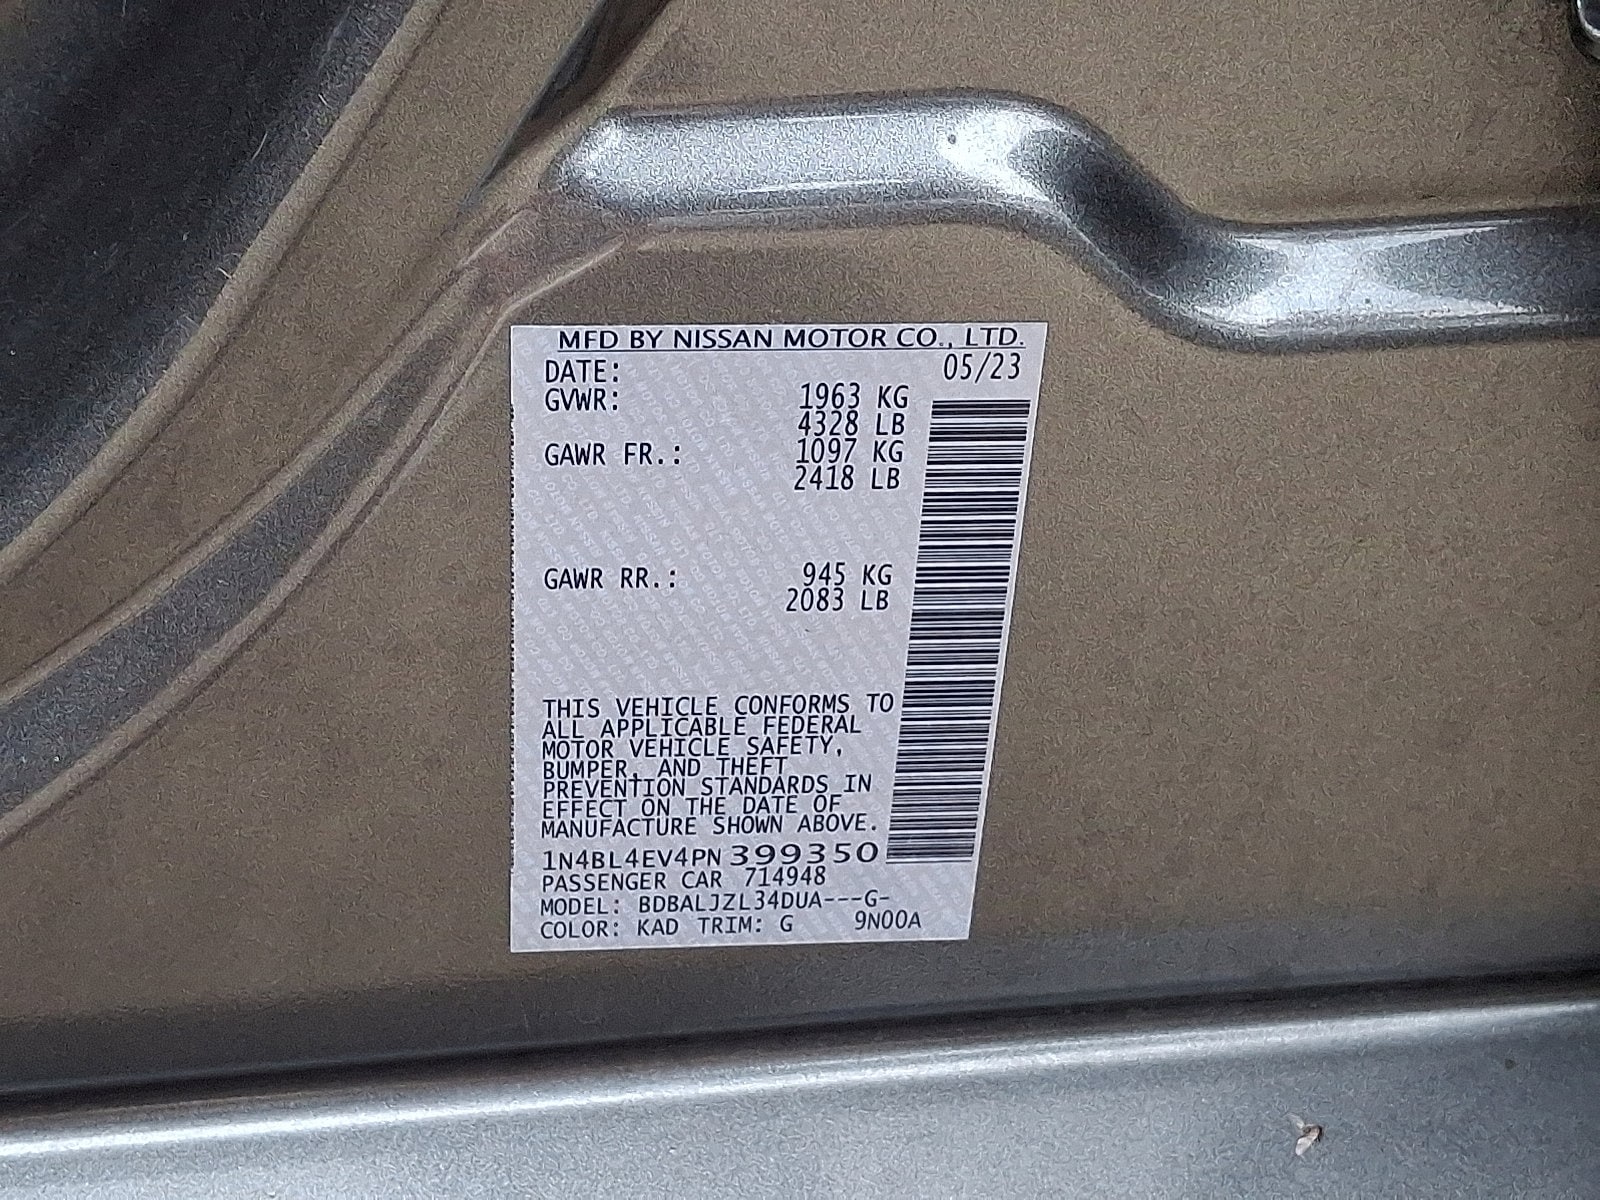 MFD BY NISSAN MOTOR CO., LTD.
DATE: 05/23
GVWR: 1963 KG
4328 LB
GAWR FR.: 1097 KG
2418 LB
GAWR RR.: 945 KG
2083 LB
THIS VEHICLE CONFORMS TO
ALL APPLICABLE FEDERAL
MOTOR VEHICLE SAFETY,
BUMPER, AND THEFT
PREVENTION STANDARDS IN
EFFECT ON THE DATE OF
MANUFACTURE SHOWN ABOVE.
1N4BL4EV4PN399350
PASSENGER CAR 714948
MODEL: BDBALJZL34DUA---G-
COLOR: KAD TRIM: G 9N00A